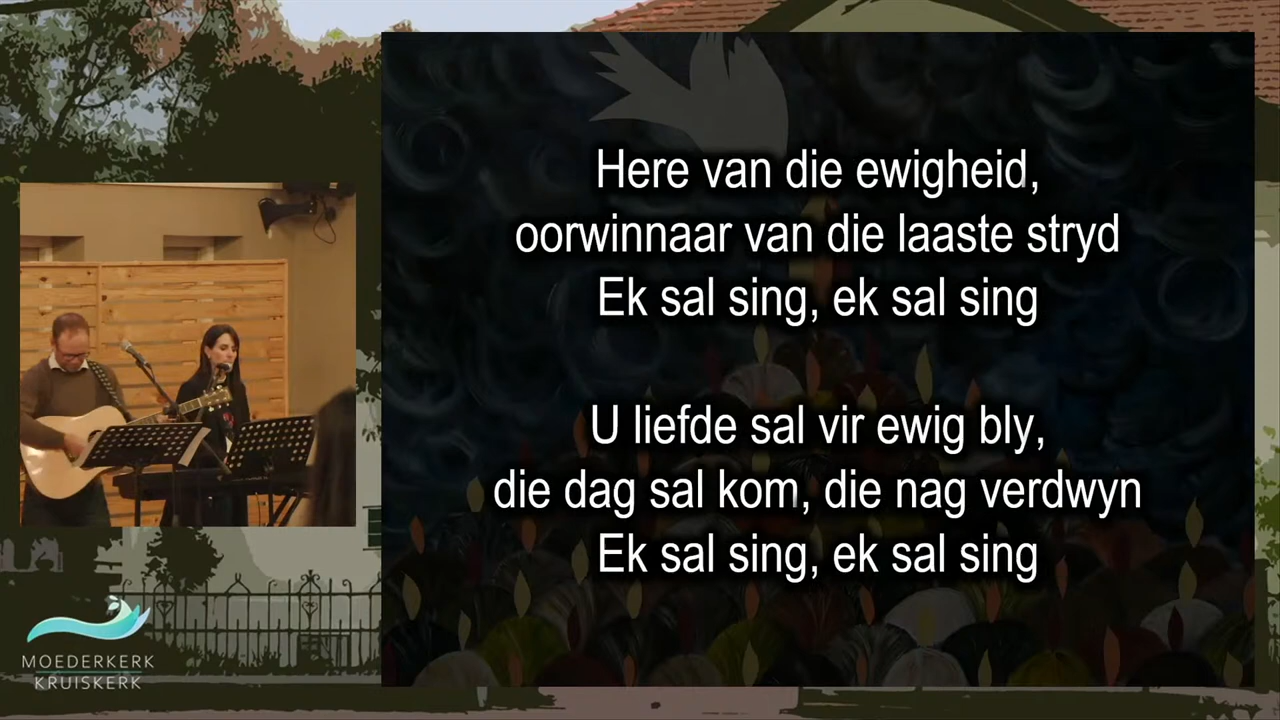 Here van die ewigheid,
oorwinnaar van die laaste stryd
Ek sal sing, ek sal sing
U liefde sal vir ewig bly,
die dag sal kom, die nag verdwyn
Ek sal sing, ek sal sing
MOEDERKERK
KRUISKERK